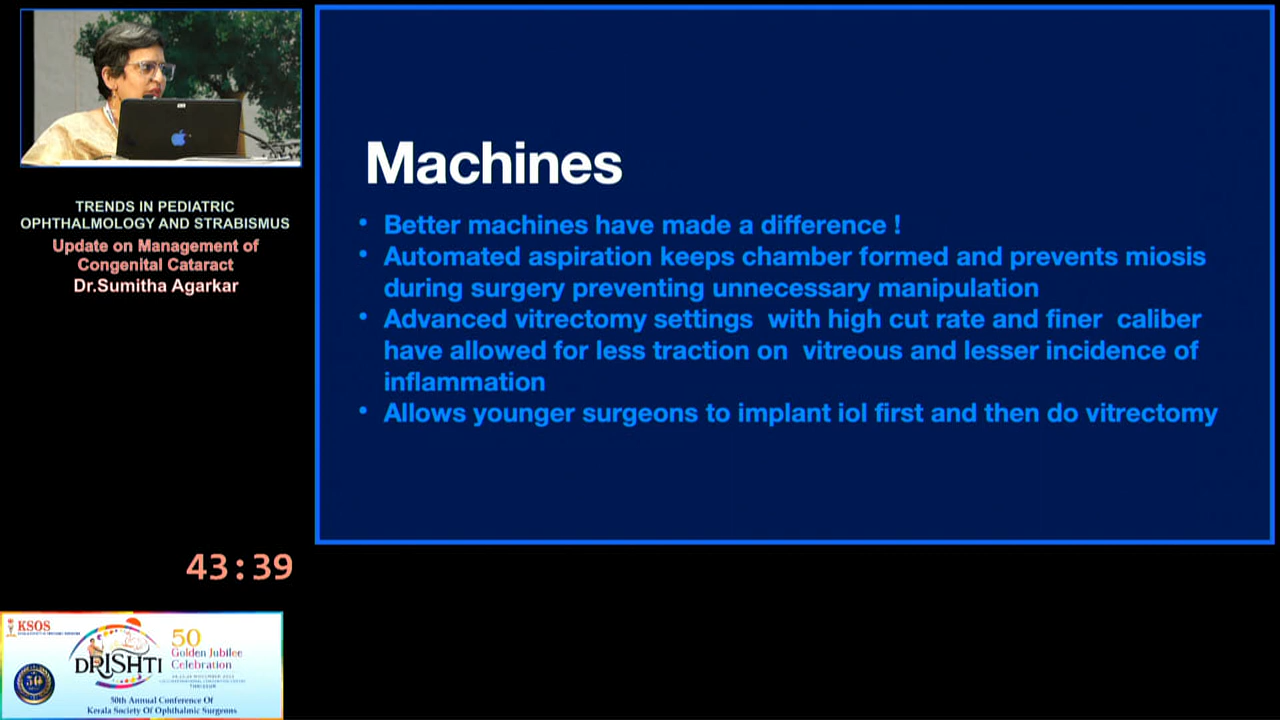 TRENDS IN PEDIATRIC
OPHTHALMOLOGY AND STRABISMUS
Update on Management of
Congenital Cataract
Dr.Sumitha Agarkar
Machines
• Better machines have made a difference !
• Automated aspiration keeps chamber formed and prevents miosis
during surgery preventing unnecessary manipulation
• Advanced vitrectomy settings with high cut rate and finer caliber
have allowed for less traction on vitreous and lesser incidence of
inflammation
• Allows younger surgeons to implant iol first and then do vitrectomy
43:39
KSOS
DRISHTI
50
Golden Jubilee
Celebration
THRISSUR
50
50th Annual Conference Of
Kerala Society Of Ophthalmic Surgeons